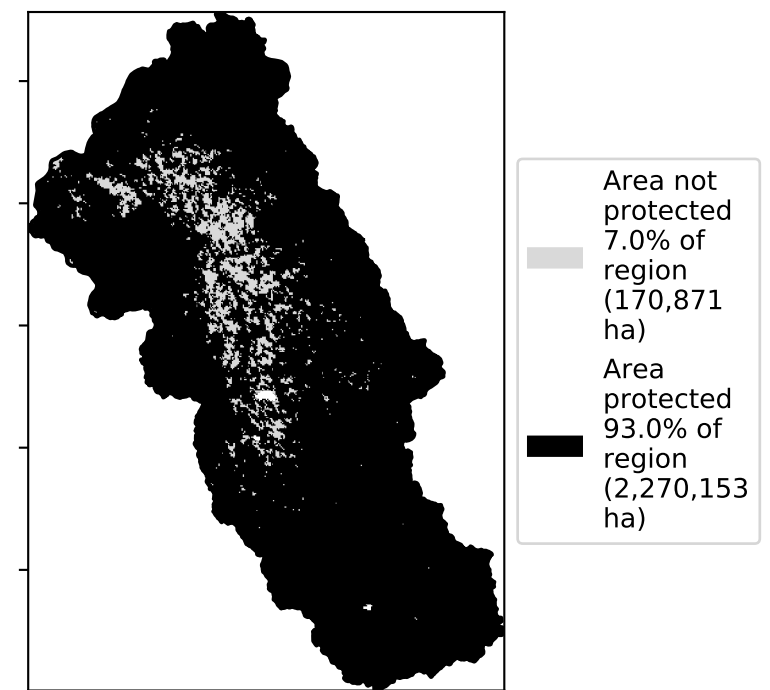 Area not
protected
7.0% of
region
(170,871
ha)
Area
protected
93.0% of
region
(2,270,153
ha)